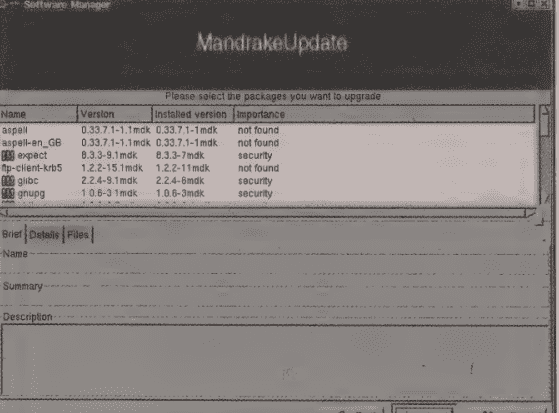 Software Manager
MandrakeUpdate
Please select the packages you want to upgrade
Name Version Installed version Importance
aspell 0.33.7.1-1.1mdk 0.33.7.1-1mdk not found
aspell-en_GB 0.33.7.1-1.1mdk 0.33.7.1-1mdk not found
expect 8.3.3-9.1mdk 8.3.3-7mdk security
ftp-client-krb5 1.2.2-15.1mdk 1.2.2-11mdk not found
glibc 2.2.4-9.1mdk 2.2.4-6mdk security
gnupg 1.0.6-3.1mdk 1.0.6-3mdk security
Brief Details Files
Name
Summary
Description